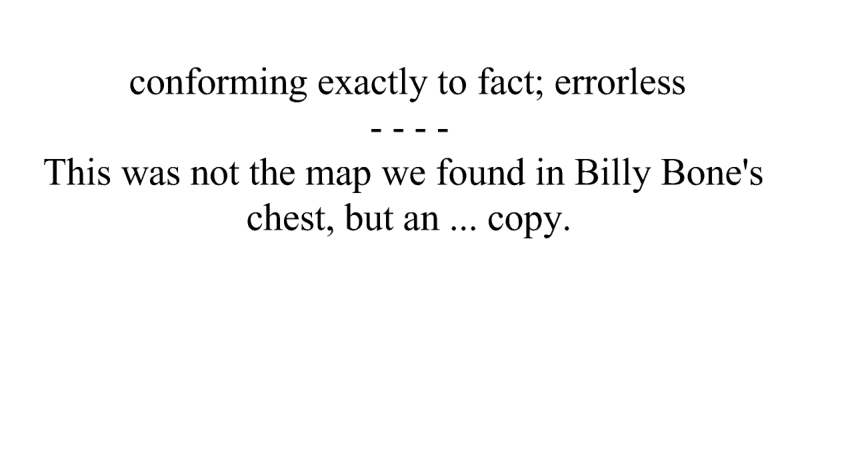 conforming exactly to fact; errorless
- - - -
This was not the map we found in Billy Bone's
chest, but an ... copy.